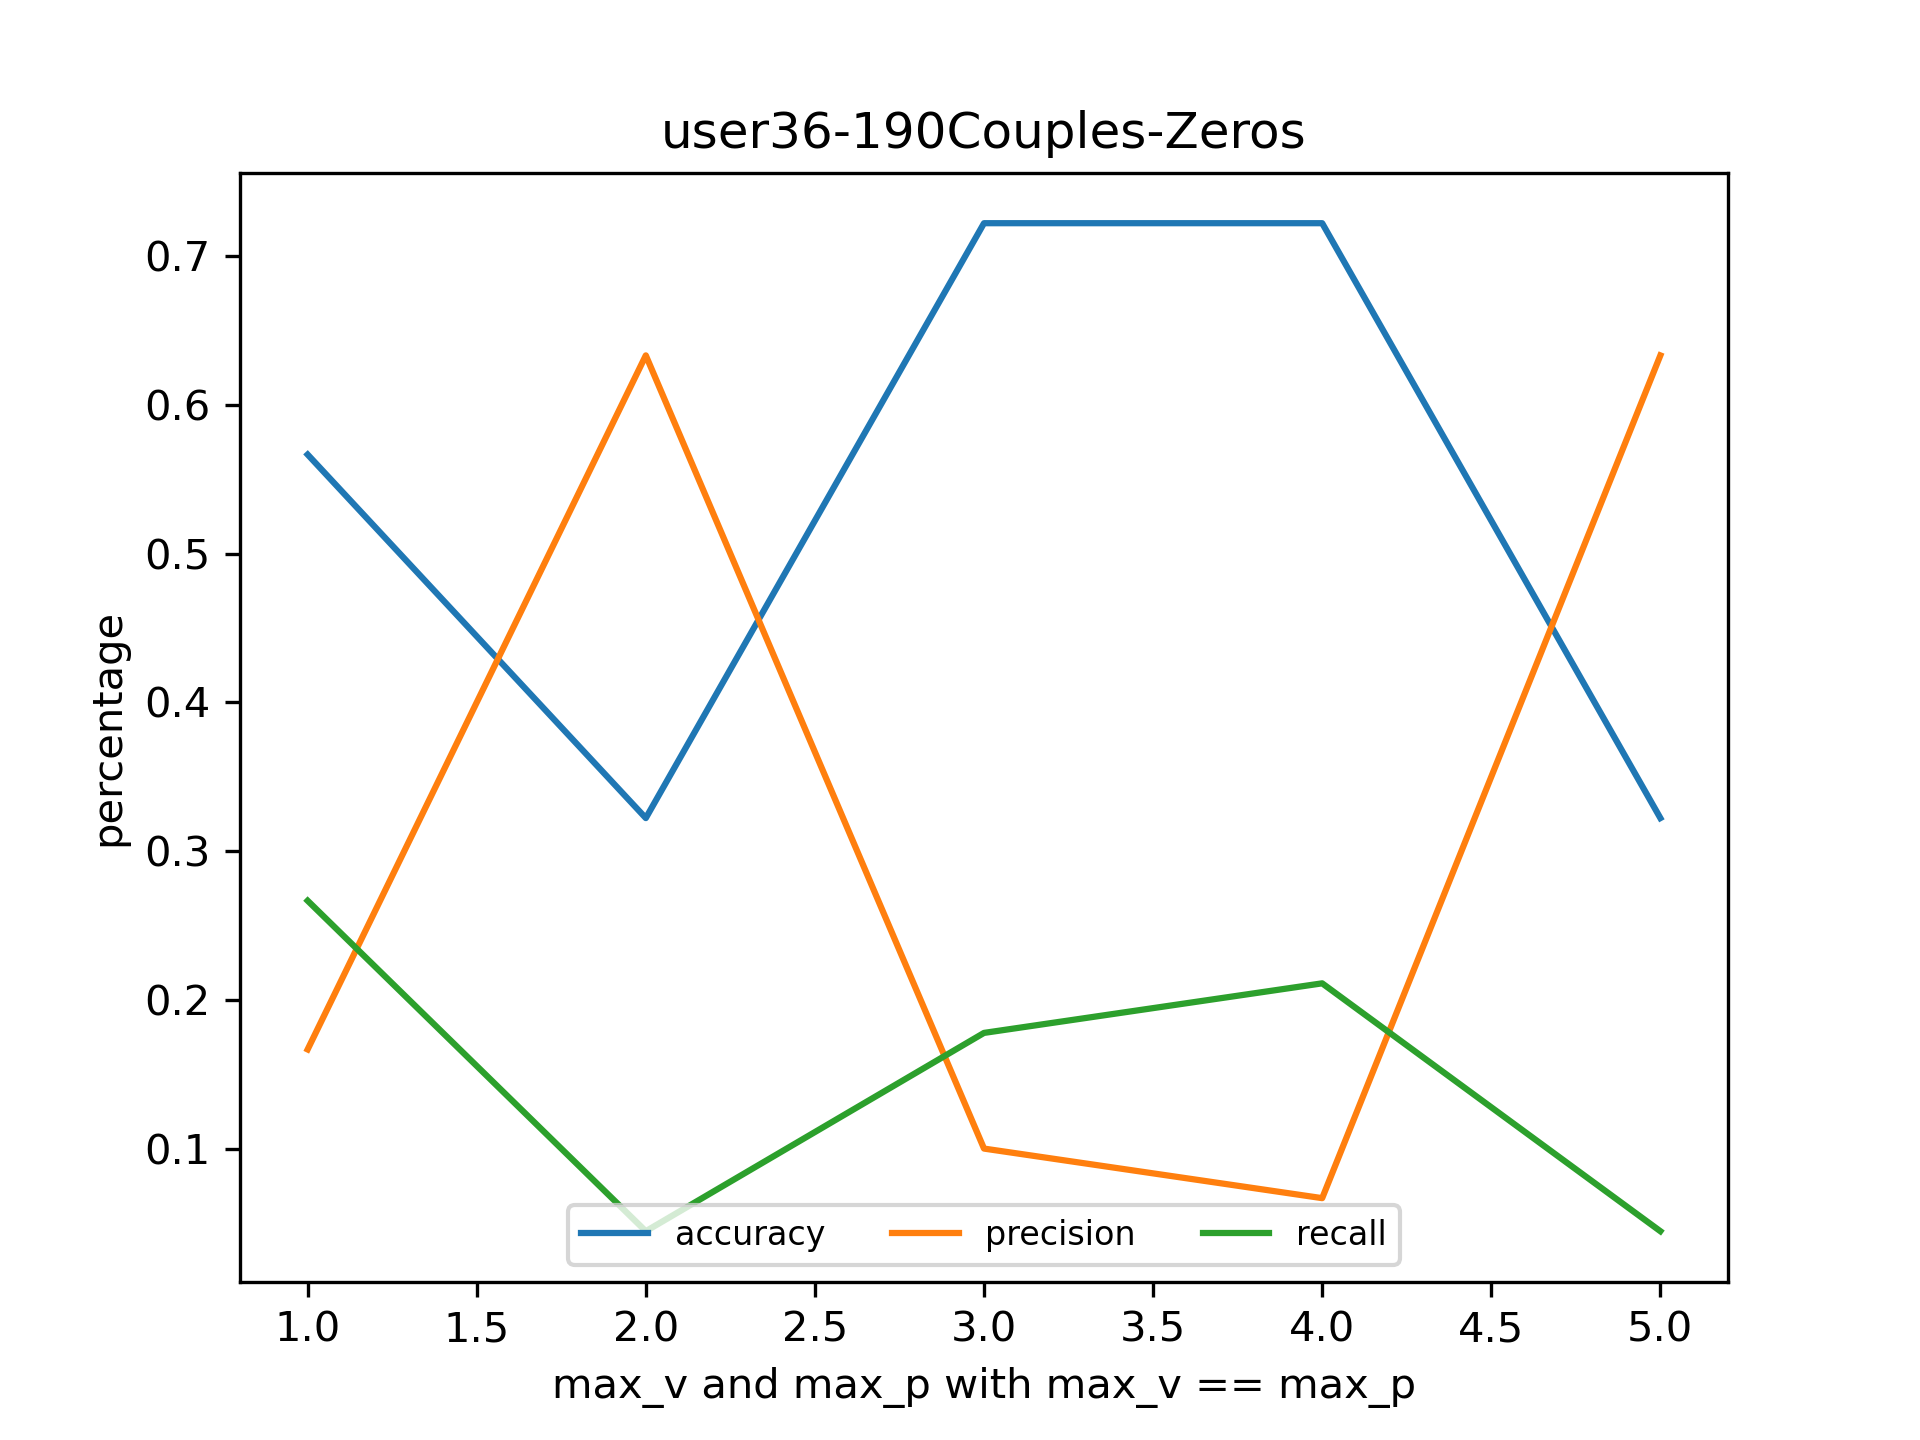 user36-190Couples-Zeros
percentage
0.7
0.6
0.5
0.4
0.3
0.2
0.1
accuracy precision recall
1.0 1.5 2.0 2.5 3.0 3.5 4.0 4.5 5.0
max_v and max_p with max_v == max_p